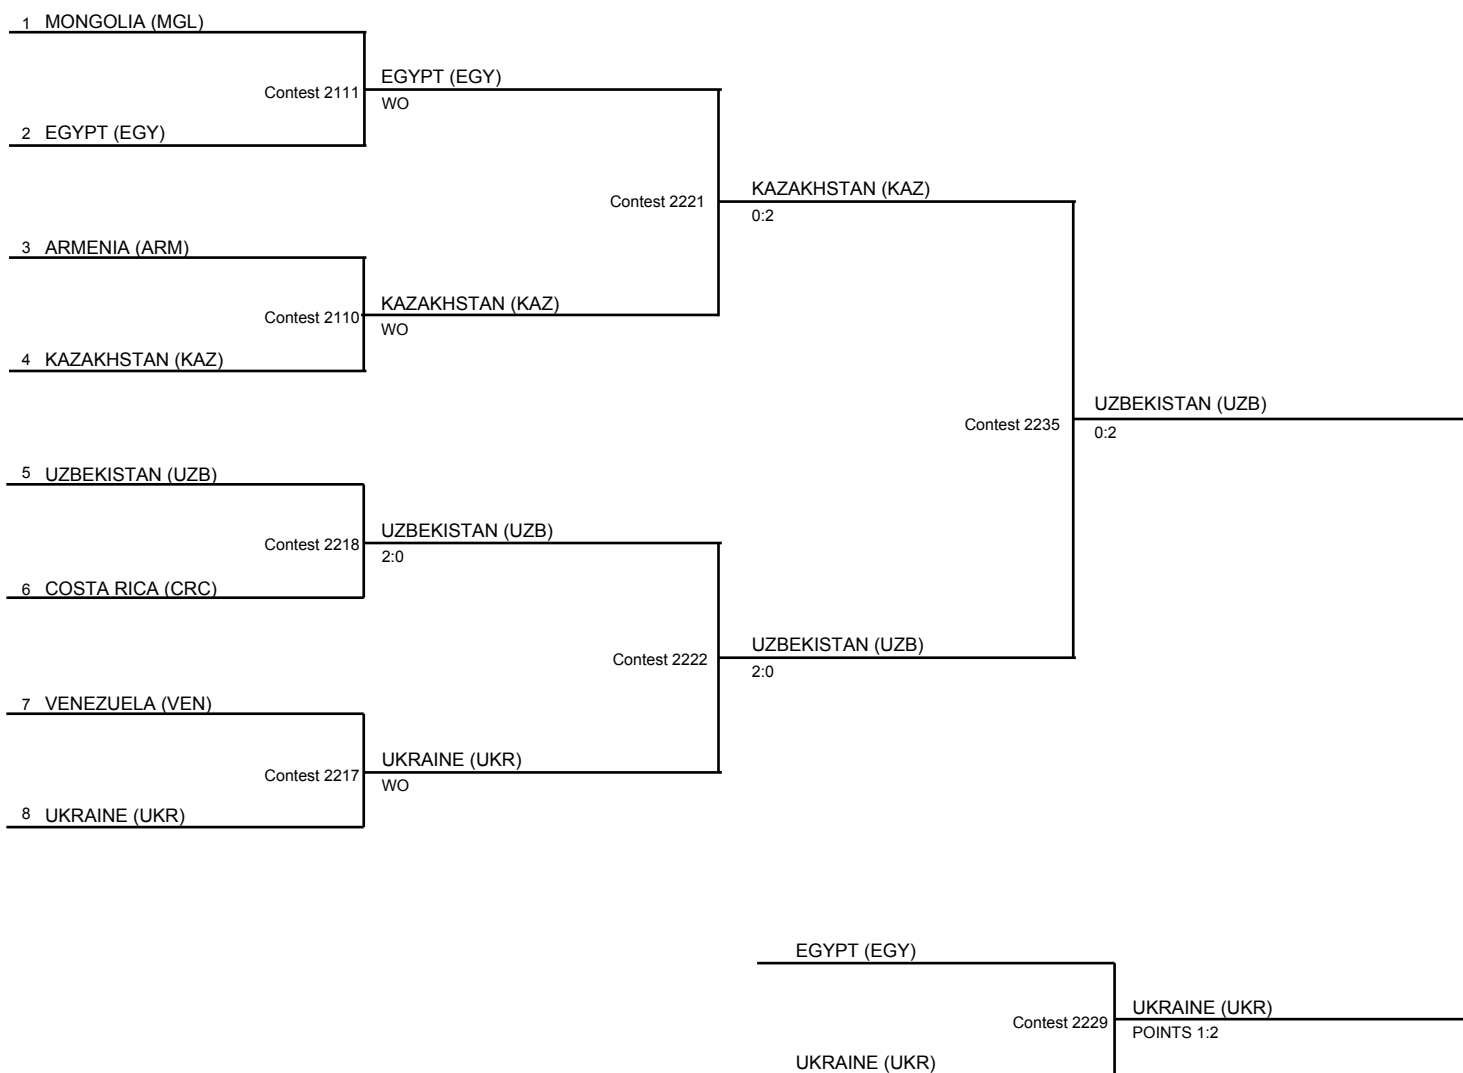 1 MONGOLIA (MGL)
Contest 2111
EGYPT (EGY)
WO
2 EGYPT (EGY)
Contest 2221
KAZAKHSTAN (KAZ)
0:2
3 ARMENIA (ARM)
Contest 2110
KAZAKHSTAN (KAZ)
WO
4 KAZAKHSTAN (KAZ)
Contest 2235
UZBEKISTAN (UZB)
0:2
5 UZBEKISTAN (UZB)
Contest 2218
UZBEKISTAN (UZB)
2:0
6 COSTA RICA (CRC)
Contest 2222
UZBEKISTAN (UZB)
2:0
7 VENEZUELA (VEN)
Contest 2217
UKRAINE (UKR)
WO
8 UKRAINE (UKR)
EGYPT (EGY)
Contest 2229
UKRAINE (UKR)
POINTS 1:2
UKRAINE (UKR)